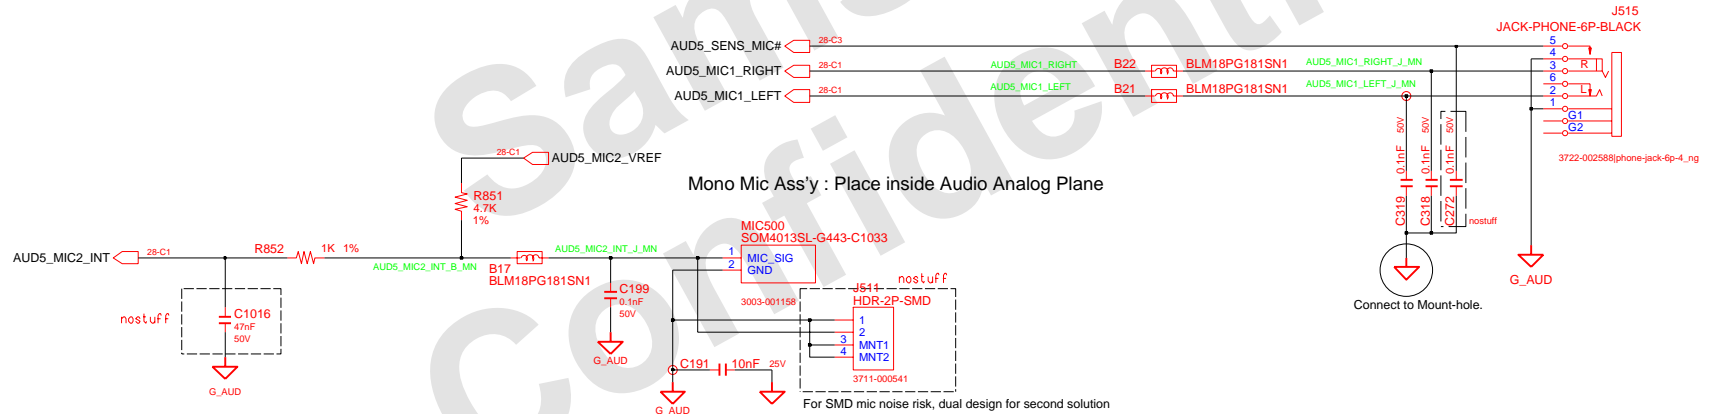 J515
JACK-PHONE-6P-BLACK
AUD5_SENS_MIC# 28-C3
AUD5_MIC1_RIGHT 28-C1 AUD5_MIC1_RIGHT B22 BLM18PG181SN1 AUD5_MIC1_RIGHT_J_MN
AUD5_MIC1_LEFT 28-C1 AUD5_MIC1_LEFT B21 BLM18PG181SN1 AUD5_MIC1_LEFT_J_MN
5
4
3 R
6
2 L
1
G1
G2
3722-002588|phone-jack-6p-4_ng
C319 0.1nF 50V
C318 0.1nF 50V
C272 0.1nF 50V
nostuff
Connect to Mount-hole.
G_AUD
28-C1 AUD5_MIC2_VREF
R851
4.7K
1%
Mono Mic Ass'y : Place inside Audio Analog Plane
AUD5_MIC2_INT 28-C1 R852 1K 1%
AUD5_MIC2_INT_B_MN
B17
BLM18PG181SN1
AUD5_MIC2_INT_J_MN
MIC500
SOM4013SL-G443-C1033
1 MIC_SIG
2 GND
3003-001158
nostuff
C1016
47nF
50V
G_AUD
C199
0.1nF
50V
G_AUD
nostuff
J511
HDR-2P-SMD
1
2
3 MNT1
4 MNT2
3711-000541
C191 10nF 25V
G_AUD
For SMD mic noise risk, dual design for second solution
Confidential